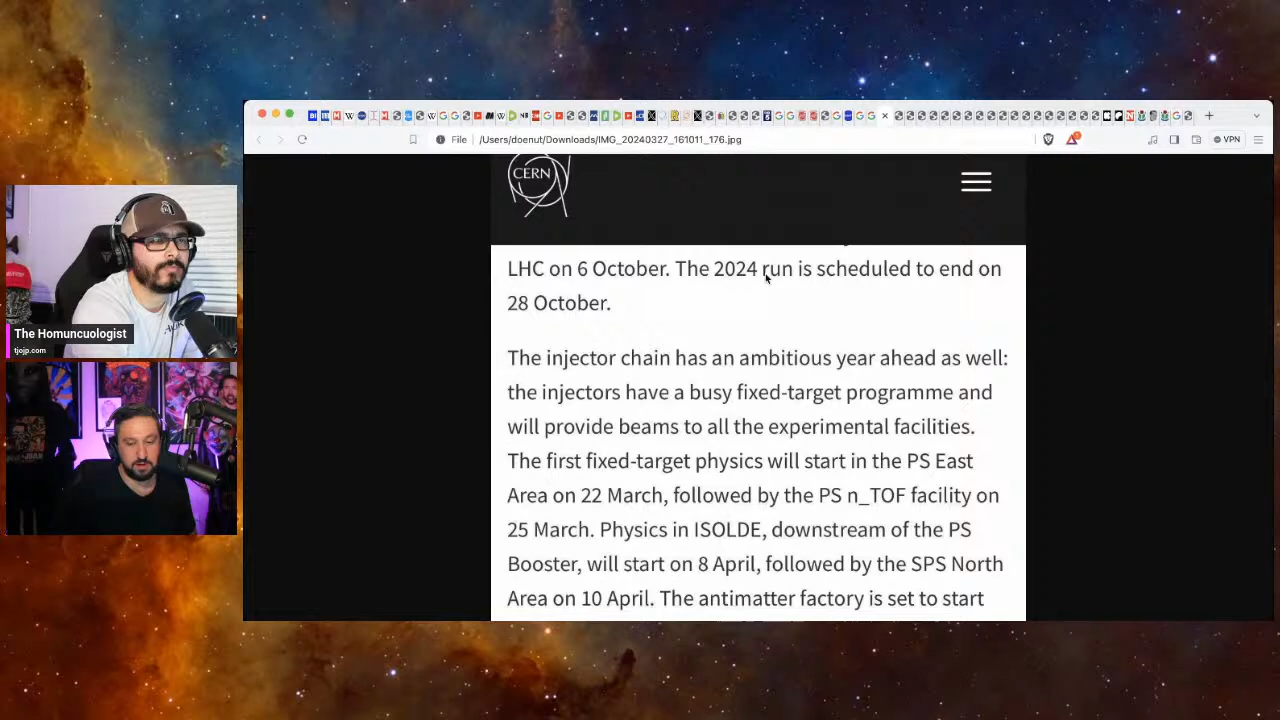 File /Users/doenut/Downloads/IMG_20240327_161011_176.jpg
VPN
CERN
LHC on 6 October. The 2024 run is scheduled to end on
28 October.
The injector chain has an ambitious year ahead as well:
the injectors have a busy fixed-target programme and
will provide beams to all the experimental facilities.
The first fixed-target physics will start in the PS East
Area on 22 March, followed by the PS n_TOF facility on
25 March. Physics in ISOLDE, downstream of the PS
Booster, will start on 8 April, followed by the SPS North
Area on 10 April. The antimatter factory is set to start
The Homuncuologist
tjojp.com